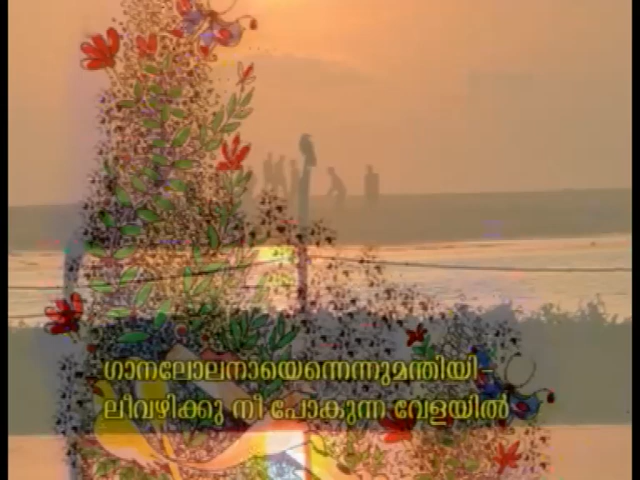 ഗാനലോലനായെന്നെന്നുമന്തിയി-
ലീവഴിക്കു നീ പോകുന്ന വേളയിൽ